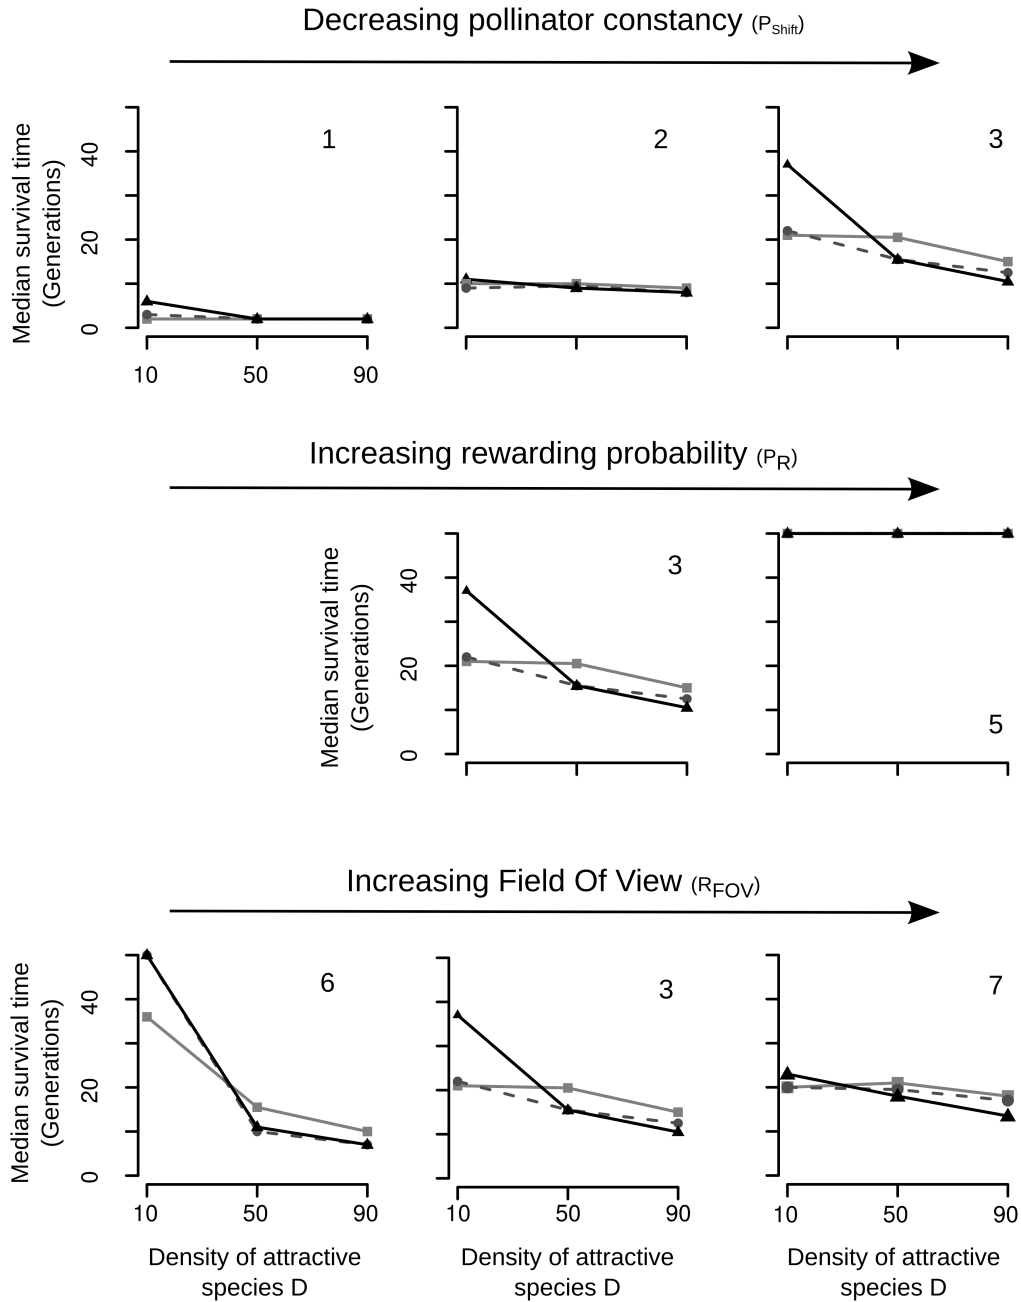 Decreasing pollinator constancy (PShift)
Median survival time
(Generations)
0 20 40
1
2
3
10 50 90
Increasing rewarding probability (PR)
Median survival time
(Generations)
0 20 40
3
5
Increasing Field Of View (RFOV)
Median survival time
(Generations)
0 20 40
6
3
7
10 50 90
10 50 90
10 50 90
Density of attractive
species D
Density of attractive
species D
Density of attractive
species D